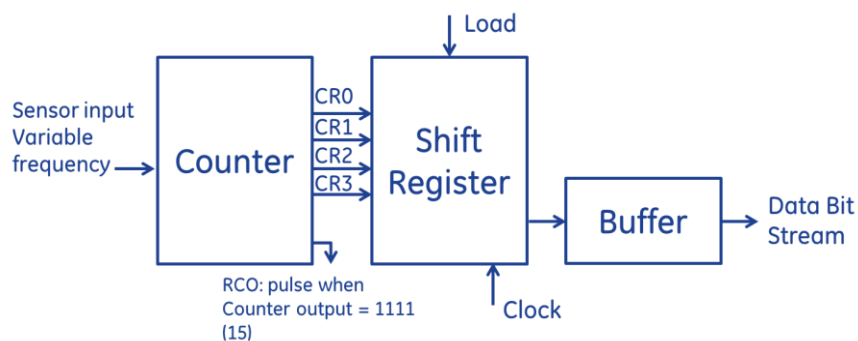 Load
Sensor input
Variable
frequency
Counter
CR0
CR1
CR2
CR3
Shift
Register
Buffer
Data Bit
Stream
RCO: pulse when
Counter output = 1111
(15)
Clock